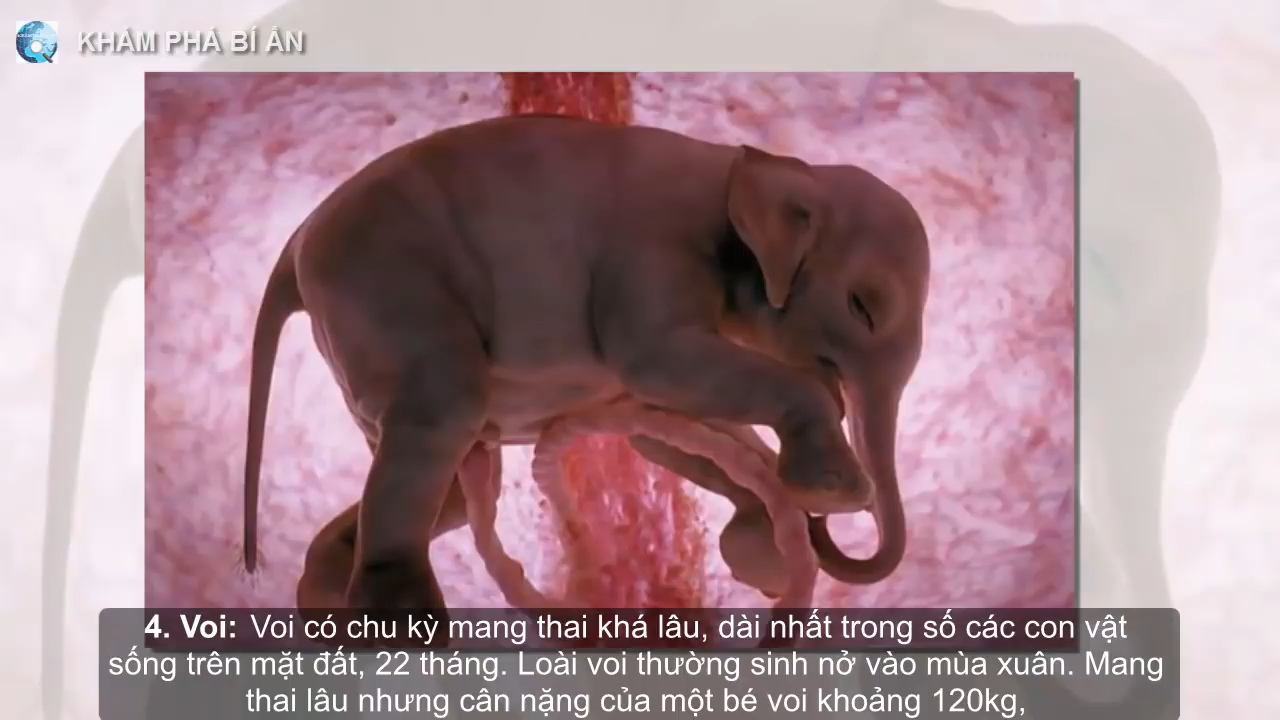 KHÁM PHÁ BÍ ẨN
4. Voi: Voi có chu kỳ mang thai khá lâu, dài nhất trong số các con vật
sống trên mặt đất, 22 tháng. Loài voi thường sinh nở vào mùa xuân. Mang
thai lâu nhưng cân nặng của một bé voi khoảng 120kg,